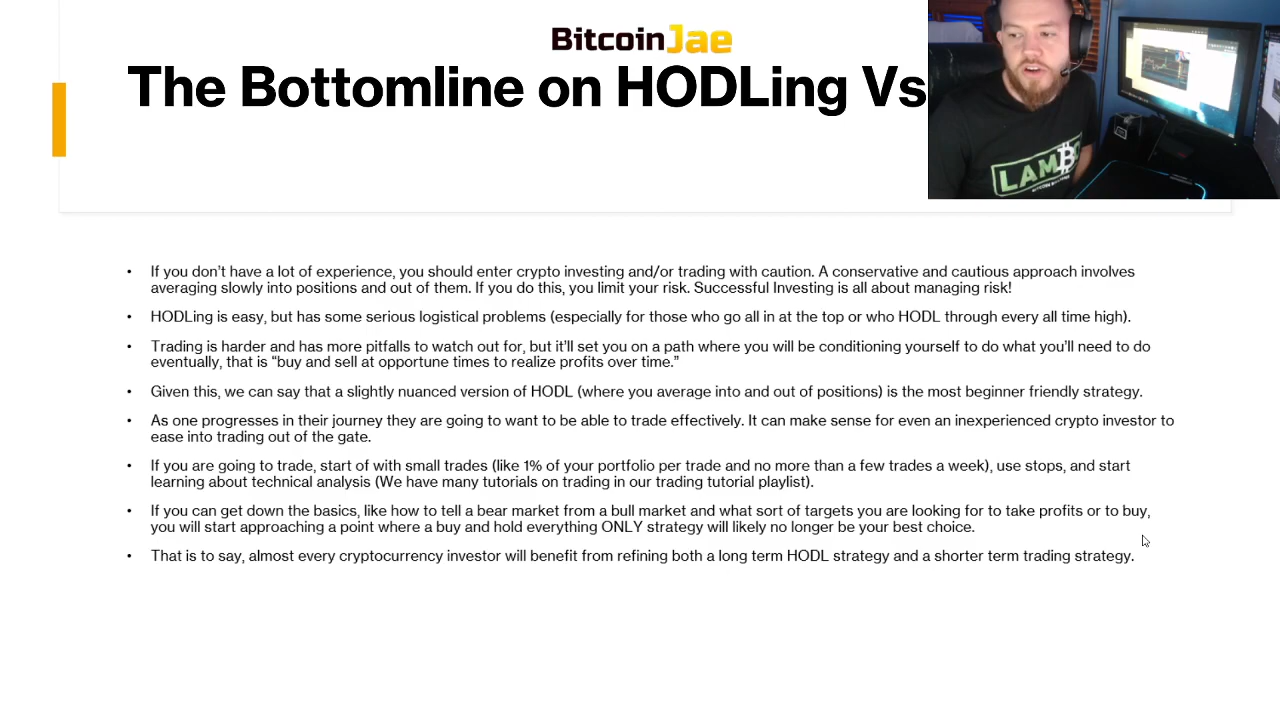 BitcoinJae
The Bottomline on HODLing Vs
• If you don't have a lot of experience, you should enter crypto investing and/or trading with caution. A conservative and cautious approach involves
averaging slowly into positions and out of them. If you do this, you limit your risk. Successful Investing is all about managing risk!
• HODLing is easy, but has some serious logistical problems (especially for those who go all in at the top or who HODL through every all time high).
• Trading is harder and has more pitfalls to watch out for, but it'll set you on a path where you will be conditioning yourself to do what you'll need to do
eventually, that is “buy and sell at opportune times to realize profits over time.”
• Given this, we can say that a slightly nuanced version of HODL (where you average into and out of positions) is the most beginner friendly strategy.
• As one progresses in their journey they are going to want to be able to trade effectively. It can make sense for even an inexperienced crypto investor to
ease into trading out of the gate.
• If you are going to trade, start of with small trades (like 1% of your portfolio per trade and no more than a few trades a week), use stops, and start
learning about technical analysis (We have many tutorials on trading in our trading tutorial playlist).
• If you can get down the basics, like how to tell a bear market from a bull market and what sort of targets you are looking for to take profits or to buy,
you will start approaching a point where a buy and hold everything ONLY strategy will likely no longer be your best choice.
• That is to say, almost every cryptocurrency investor will benefit from refining both a long term HODL strategy and a shorter term trading strategy.
LAMB